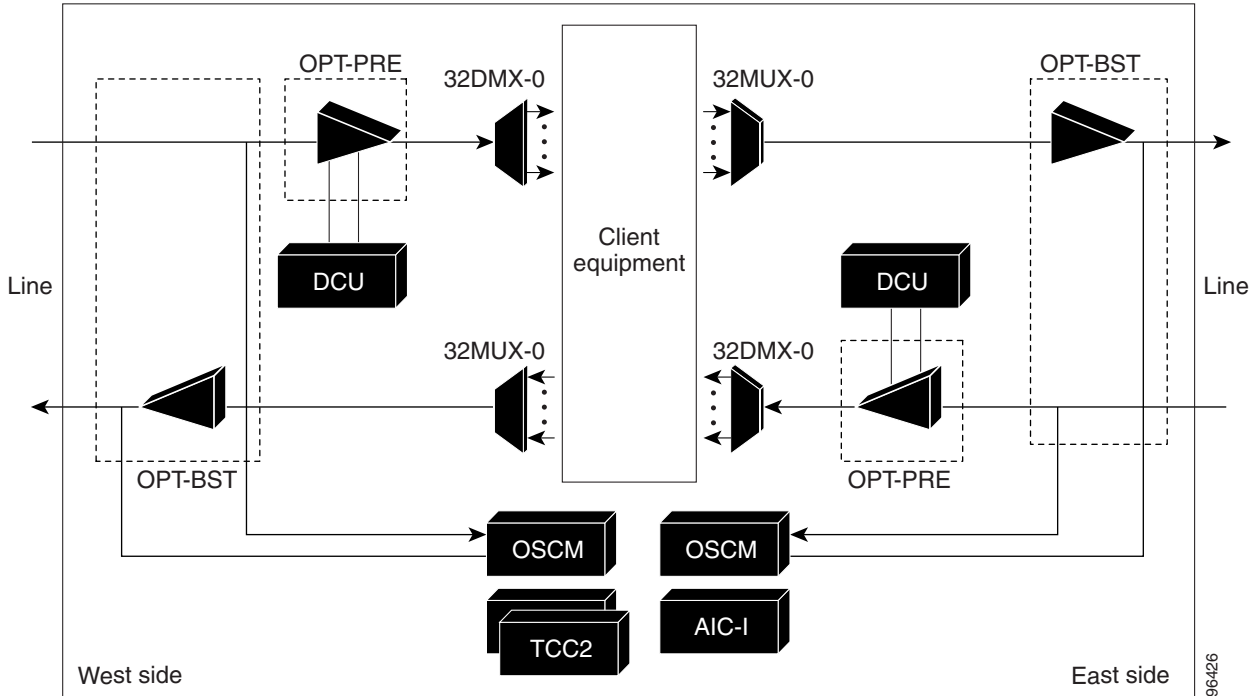 OPT-PRE
OPT-BST
32DMX-0
32MUX-0
Client
equipment
DCU
DCU
Line
Line
32MUX-0
32DMX-0
OPT-BST
OPT-PRE
OSCM
OSCM
TCC2
AIC-I
West side
East side
96426